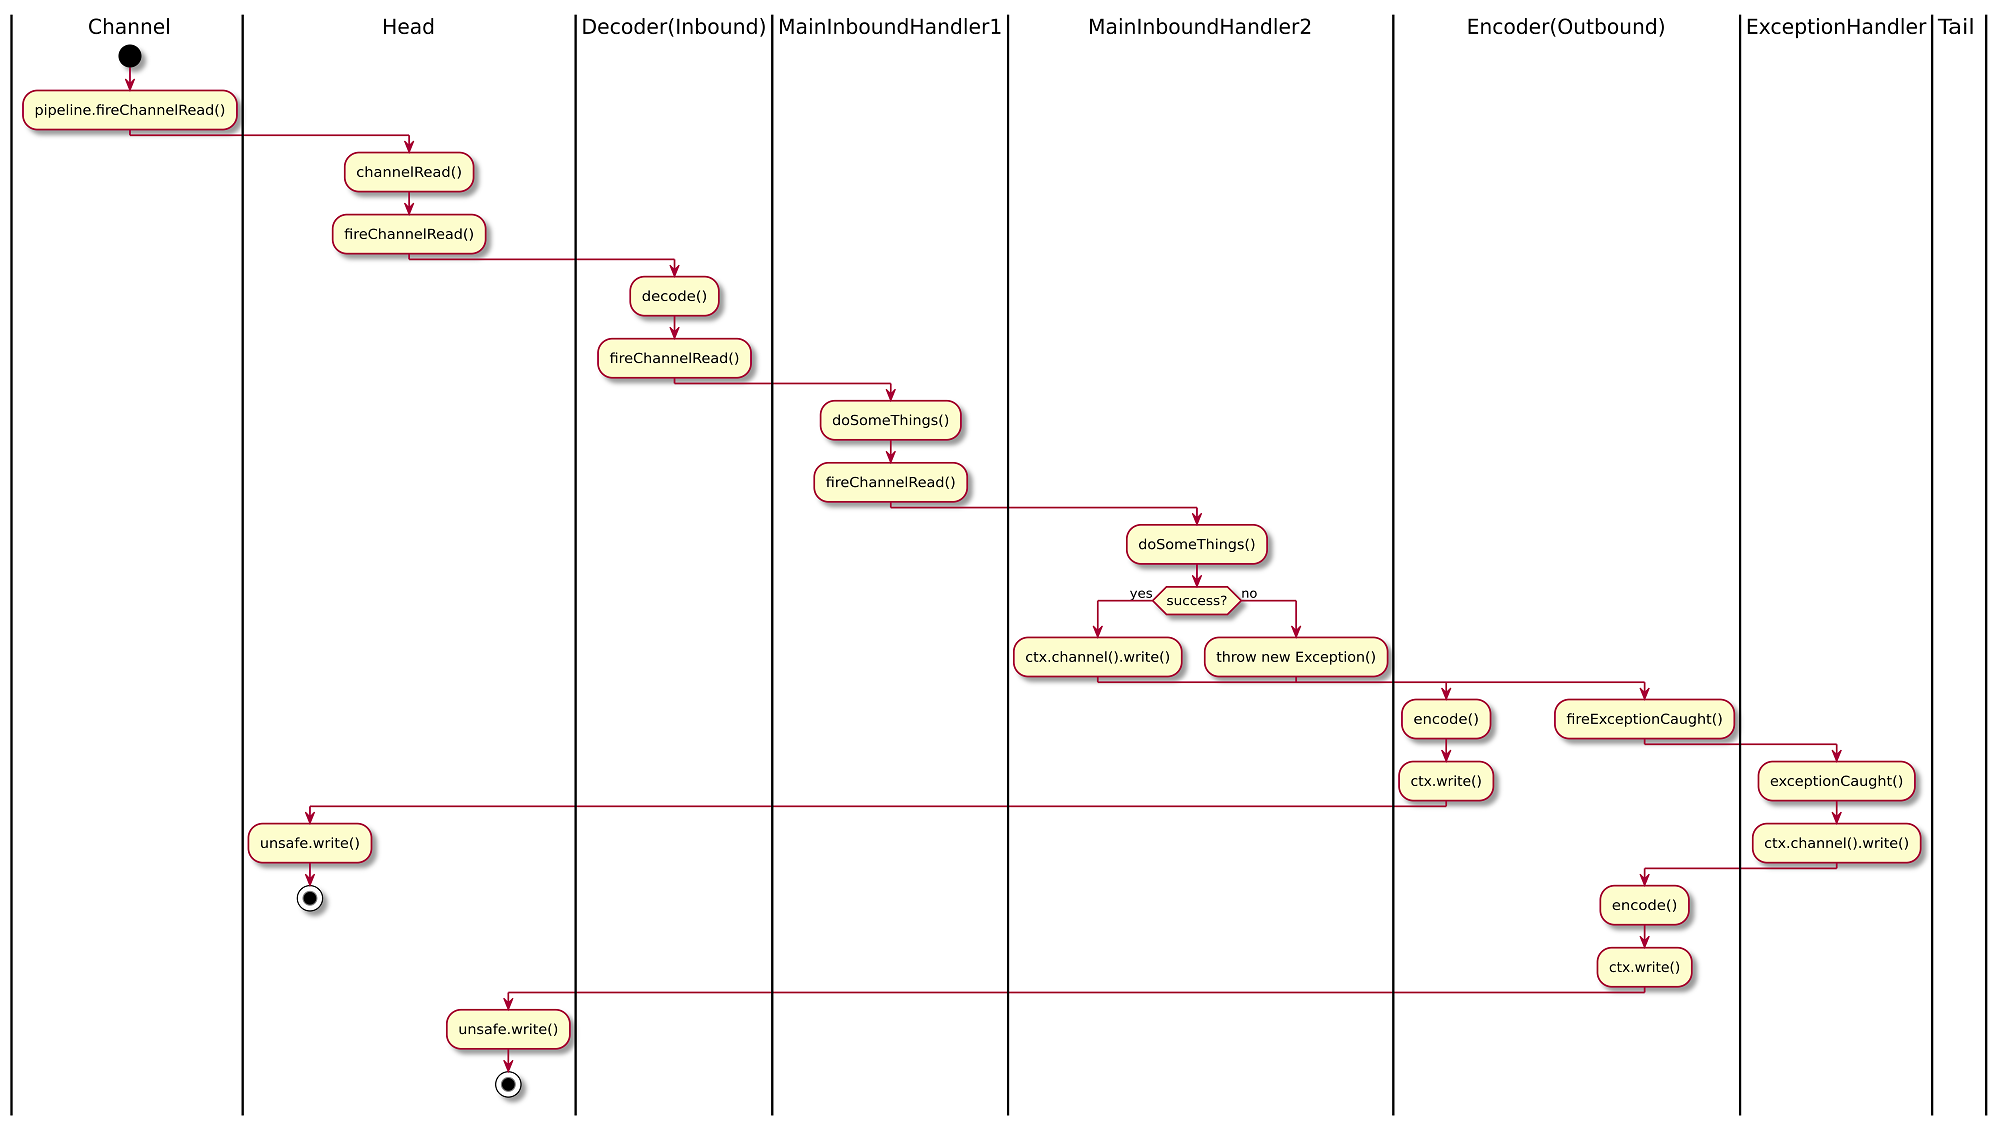 Channel
Head
Decoder(Inbound)
MainInboundHandler1
MainInboundHandler2
Encoder(Outbound)
ExceptionHandler
Tail
pipeline.fireChannelRead()
channelRead()
fireChannelRead()
decode()
fireChannelRead()
doSomeThings()
fireChannelRead()
doSomeThings()
yes
success?
no
ctx.channel().write()
throw new Exception()
encode()
fireExceptionCaught()
ctx.write()
exceptionCaught()
unsafe.write()
ctx.channel().write()
encode()
ctx.write()
unsafe.write()